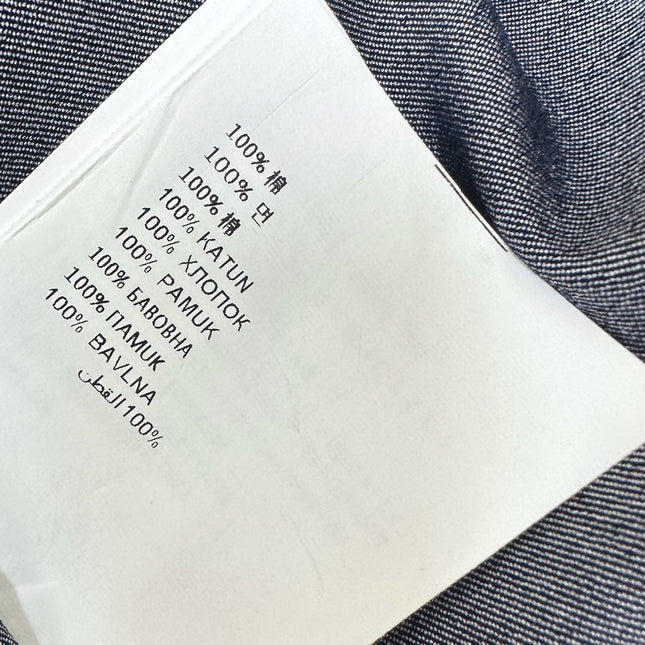 100% 棉
100% 면
100% 棉
100% KATUN
100% ХЛОПОК
100% PAMUK
100% БАВОВНА
100% ПАМUK
100% BAVLNA
100% القطن